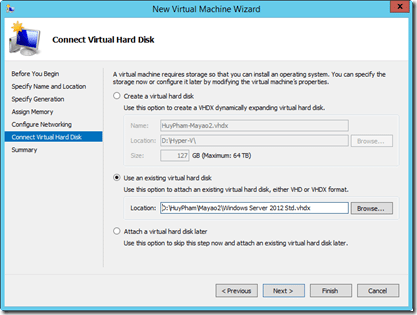 New Virtual Machine Wizard
Connect Virtual Hard Disk
Before You Begin
Specify Name and Location
Specify Generation
Assign Memory
Configure Networking
Connect Virtual Hard Disk
Summary
A virtual machine requires storage so that you can install an operating system. You can specify the
storage now or configure it later by modifying the virtual machine's properties.
Create a virtual hard disk
Use this option to create a VHDX dynamically expanding virtual hard disk.
Name: HuyPham-Mayao2.vhdx
Location: D:\Hyper-V\ Browse...
Size: 127 GB (Maximum: 64 TB)
Use an existing virtual hard disk
Use this option to attach an existing virtual hard disk, either VHD or VHDX format.
Location: D:\HuyPham\Mayao2\Windows Server 2012 Std.vhdx Browse...
Attach a virtual hard disk later
Use this option to skip this step now and attach an existing virtual hard disk later.
< Previous Next > Finish Cancel